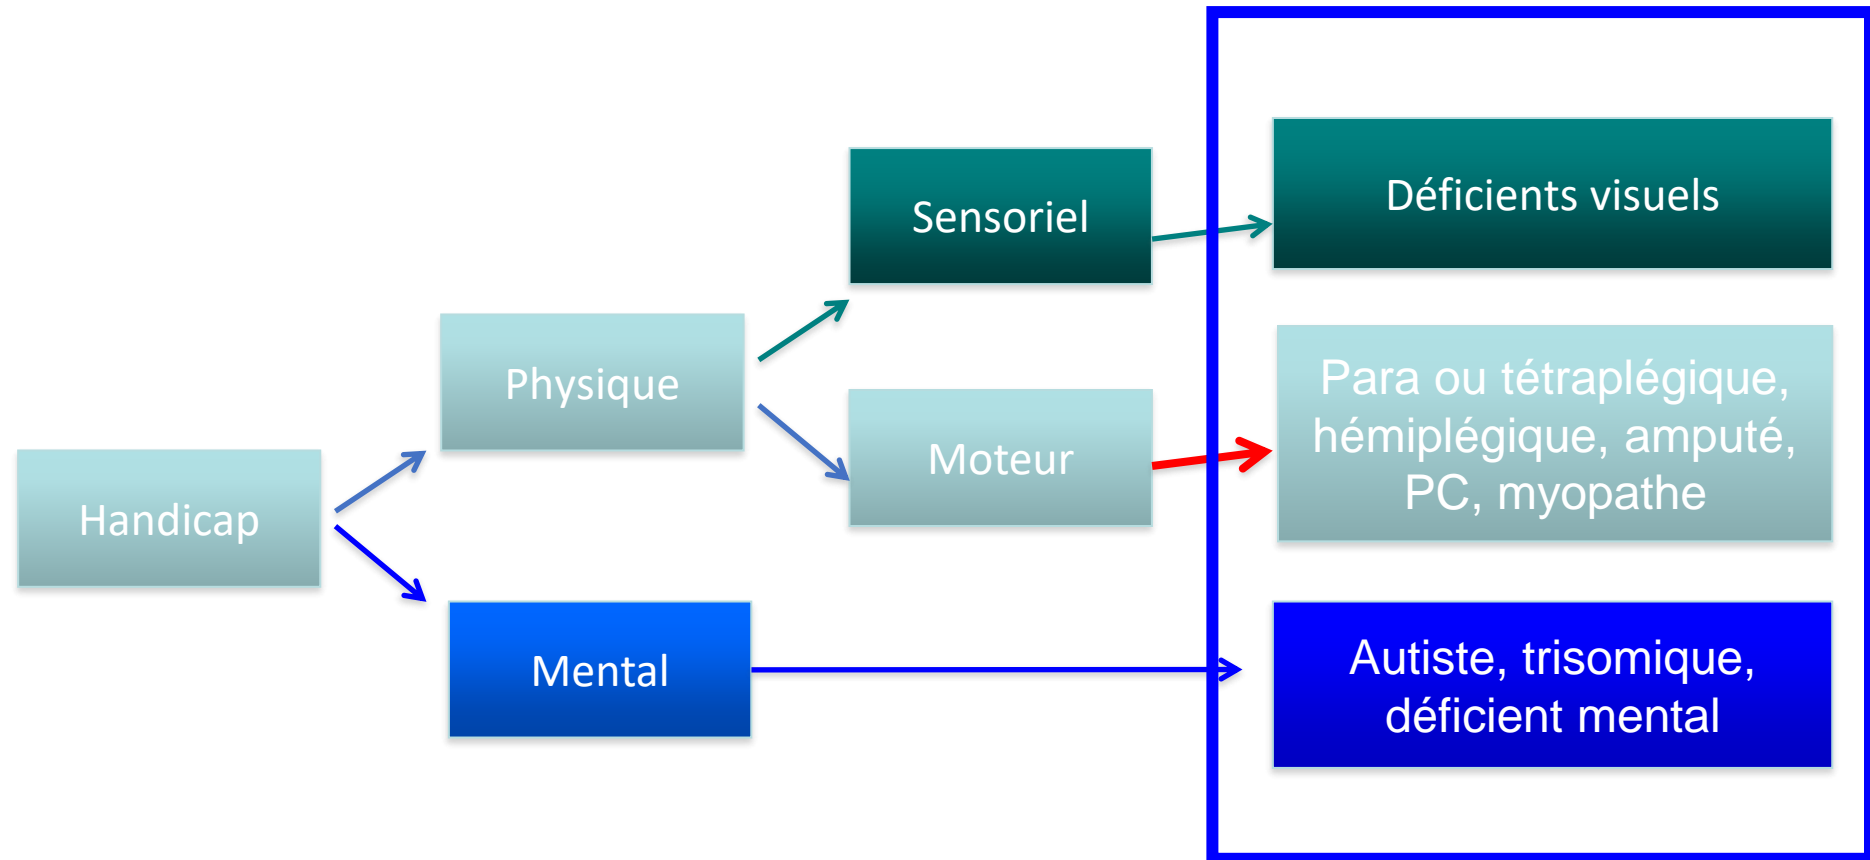 Handicap
Physique
Mental
Sensoriel
Moteur
Déficients visuels
Para ou tétraplégique,
hémiplégique, amputé,
PC, myopathe
Autiste, trisomique,
déficient mental